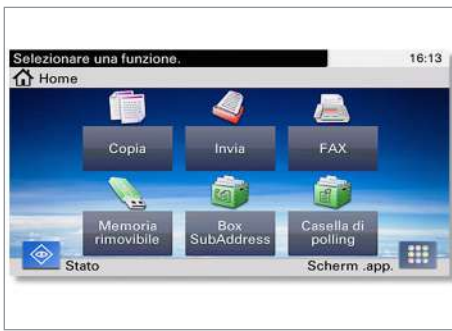 Selezionare una funzione.
16:13
Home
Copia
Invia
FAX
Memoria
rimovibile
Box
SubAddress
Casella di
polling
Stato
Scherm .app.